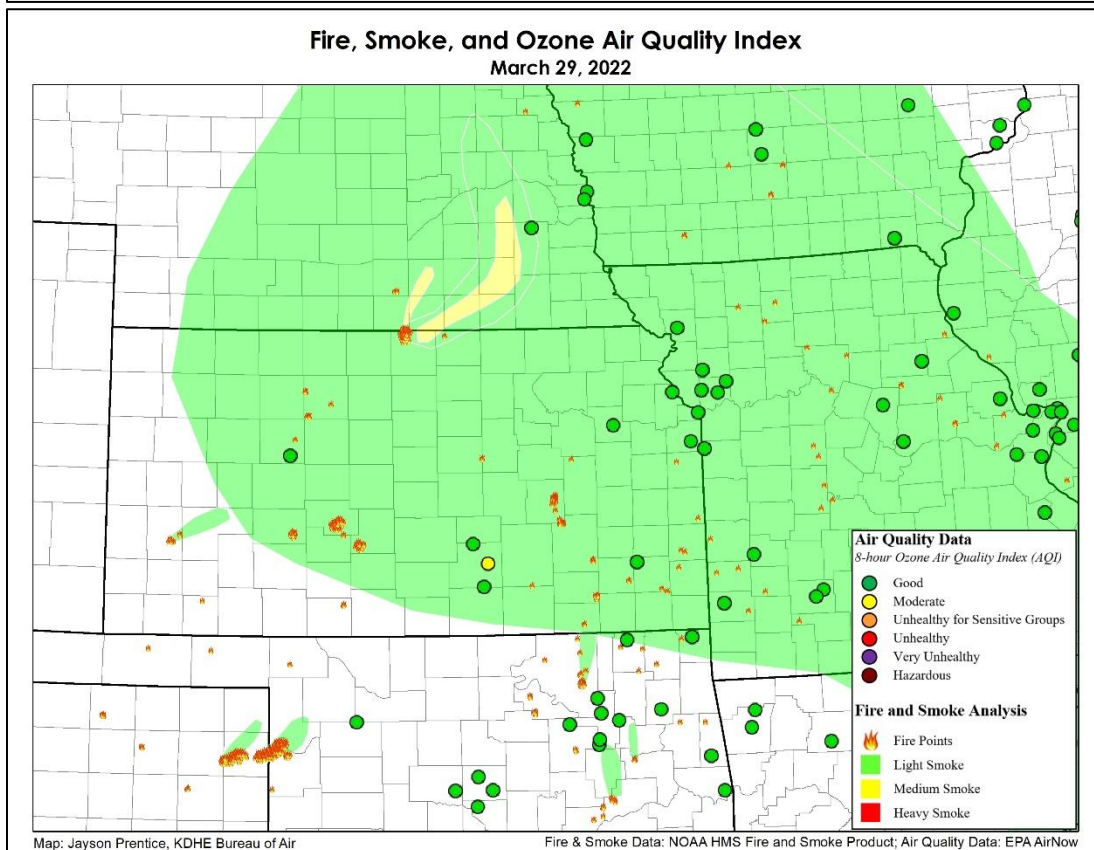 Fire, Smoke, and Ozone Air Quality Index
March 29, 2022
Air Quality Data
8-hour Ozone Air Quality Index (AQI)
Good
Moderate
Unhealthy for Sensitive Groups
Unhealthy
Very Unhealthy
Hazardous
Fire and Smoke Analysis
Fire Points
Light Smoke
Medium Smoke
Heavy Smoke
Map: Jayson Prentice, KDHE Bureau of Air
Fire & Smoke Data: NOAA HMS Fire and Smoke Product; Air Quality Data: EPA AirNow